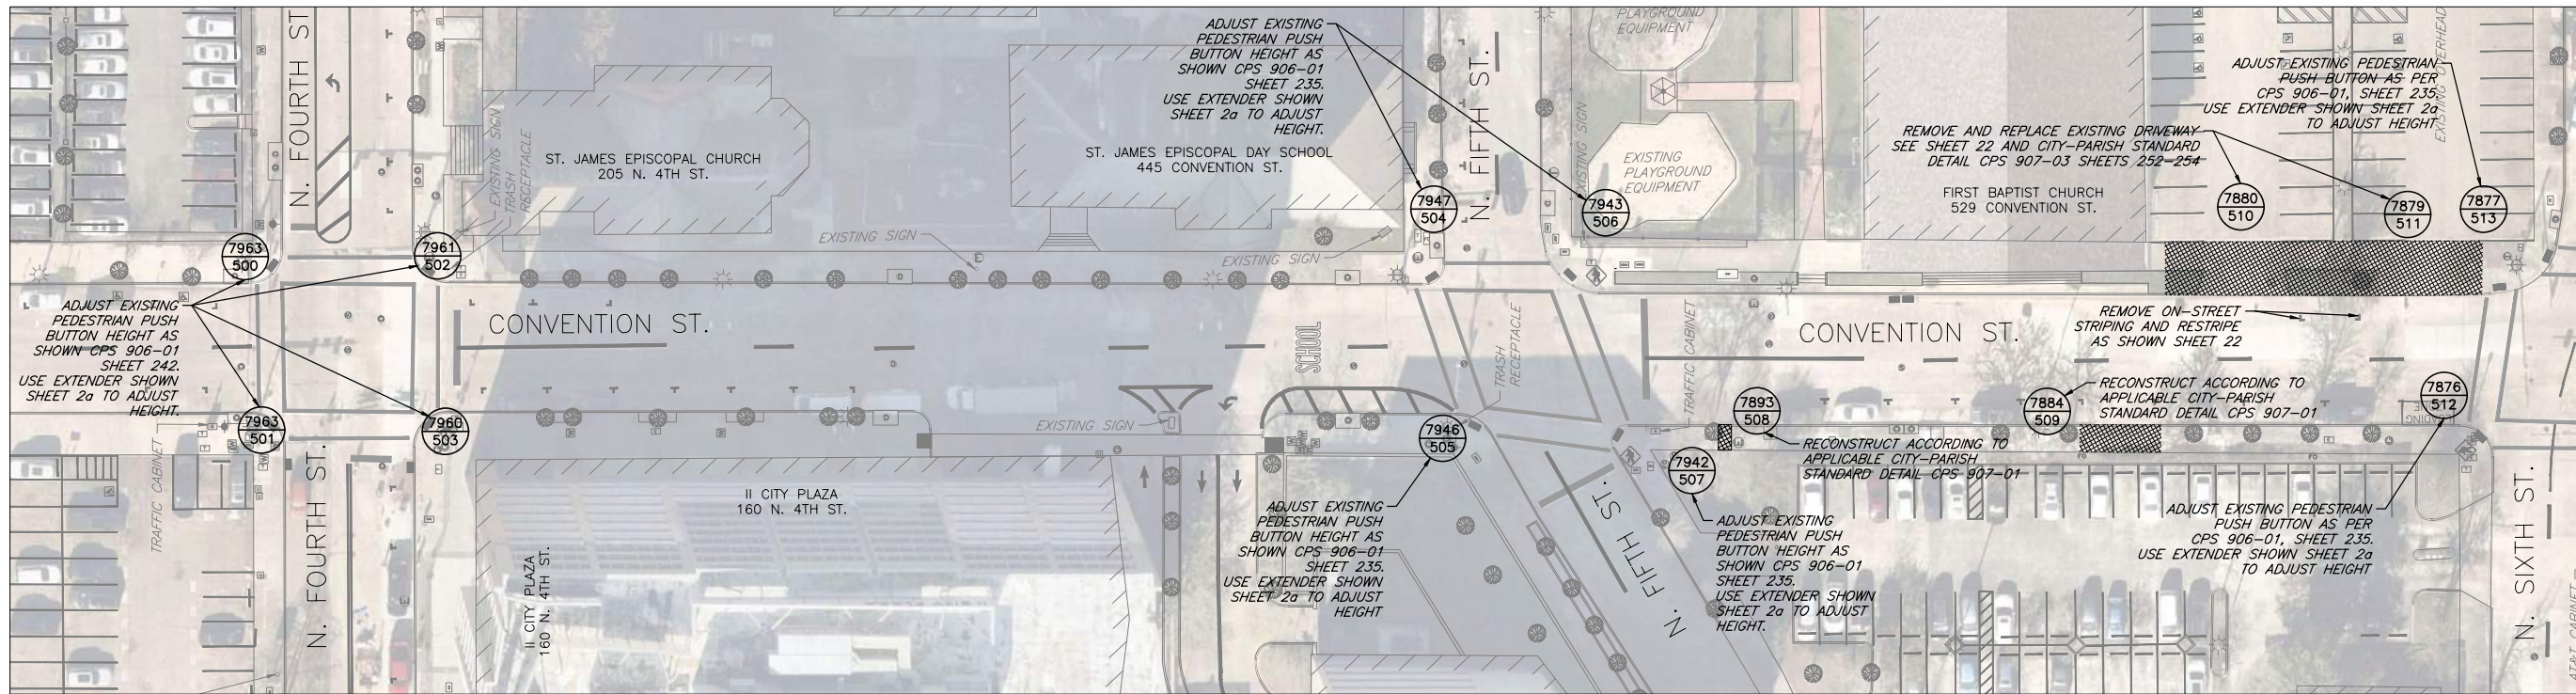 N. FOURTH ST
ADJUST EXISTING
PEDESTRIAN PUSH
BUTTON HEIGHT AS
SHOWN CPS 906-01
SHEET 235.
USE EXTENDER SHOWN
SHEET 2a TO ADJUST
HEIGHT.
N. FIFTH ST.
PLAYGROUND
EQUIPMENT
EXISTING SIGN
EXISTING
PLAYGROUND
EQUIPMENT
ADJUST EXISTING PEDESTRIAN
PUSH BUTTON AS PER
CPS 906-01, SHEET 235.
USE EXTENDER SHOWN SHEET 2a
TO ADJUST HEIGHT
EXISTING OVERHEAD
REMOVE AND REPLACE EXISTING DRIVEWAY
SEE SHEET 22 AND CITY-PARISH STANDARD
DETAIL CPS 907-03 SHEETS 252-254
FIRST BAPTIST CHURCH
529 CONVENTION ST.
ST. JAMES EPISCOPAL CHURCH
205 N. 4TH ST.
ST. JAMES EPISCOPAL DAY SCHOOL
445 CONVENTION ST.
EXISTING SIGN
TRASH
RECEPTACLE
7963
500
7961
502
7947
504
7943
506
7880
510
7879
511
7877
513
EXISTING SIGN
EXISTING SIGN
ADJUST EXISTING
PEDESTRIAN PUSH
BUTTON HEIGHT AS
SHOWN CPS 906-01
SHEET 242.
USE EXTENDER SHOWN
SHEET 2a TO ADJUST
HEIGHT.
CONVENTION ST.
SCHOOL
TRASH
RECEPTACLE
TRAFFIC CABINET
CONVENTION ST.
REMOVE ON-STREET
STRIPING AND RESTRIPE
AS SHOWN SHEET 22
7963
501
7960
503
EXISTING SIGN
7946
505
7942
507
7893
508
7884
509
7876
512
RECONSTRUCT ACCORDING TO
APPLICABLE CITY-PARISH
STANDARD DETAIL CPS 907-01
RECONSTRUCT ACCORDING TO
APPLICABLE CITY-PARISH
STANDARD DETAIL CPS 907-01
LOADING
TRAFFIC CABINET
N. FOURTH ST.
II CITY PLAZA
160 N. 4TH ST.
II CITY PLAZA
160 N. 4TH ST.
ADJUST EXISTING
PEDESTRIAN PUSH
BUTTON HEIGHT AS
SHOWN CPS 906-01
SHEET 235.
USE EXTENDER SHOWN
SHEET 2a TO ADJUST
HEIGHT
N. FIFTH ST.
ADJUST EXISTING
PEDESTRIAN PUSH
BUTTON HEIGHT AS
SHOWN CPS 906-01
SHEET 235.
USE EXTENDER SHOWN
SHEET 2a TO ADJUST
HEIGHT.
ADJUST EXISTING PEDESTRIAN
PUSH BUTTON AS PER
CPS 906-01, SHEET 235.
USE EXTENDER SHOWN SHEET 2a
TO ADJUST HEIGHT
N. SIXTH ST.